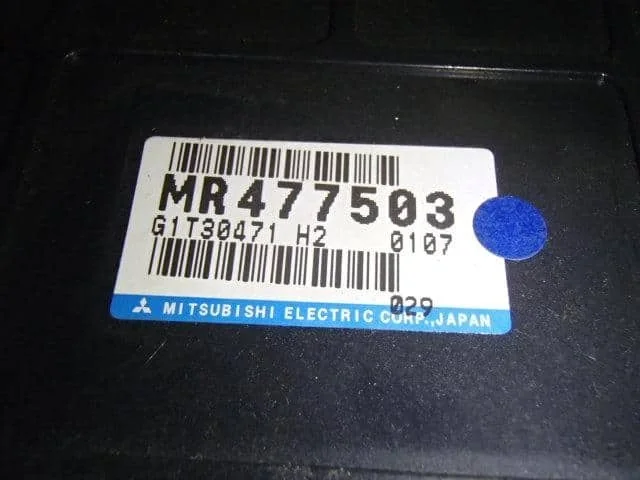 MR477503
G1T30471 H2 0107
029
MITSUBISHI ELECTRIC CORP.,JAPAN